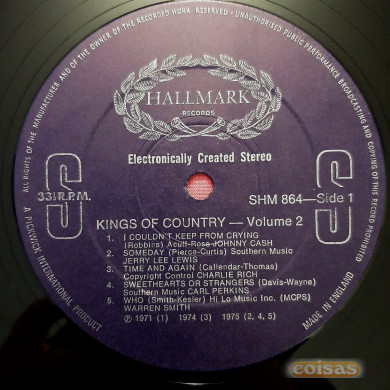 ALL RIGHTS OF THE MANUFACTURER AND OF THE OWNER OF THE RECORDED WORK RESERVED – UNAUTHORISED PUBLIC PERFORMANCE BROADCASTING AND COPYING OF THIS RECORD PROHIBITED
HALLMARK
RECORDS
Electronically Created Stereo
S
33⅓ R.P.M.
S
SHM 864—Side 1
KINGS OF COUNTRY — Volume 2
1. I COULDN'T KEEP FROM CRYING
(Robbins) Acuff-Rose JOHNNY CASH
2. SOMEDAY (Pierce-Curtis) Southern Music
JERRY LEE LEWIS
3. TIME AND AGAIN (Callendar-Thomas)
Copyright Control CHARLIE RICH
4. SWEETHEARTS OR STRANGERS (Davis-Wayne)
Southern Music CARL PERKINS
5. WHO (Smith-Kesler) Hi Lo Music Inc. (MCPS)
WARREN SMITH
℗ 1971 (1) 1974 (3) 1975 (2, 4, 5)
A PICKWICK INTERNATIONAL PRODUCT
MADE IN ENGLAND
coisas